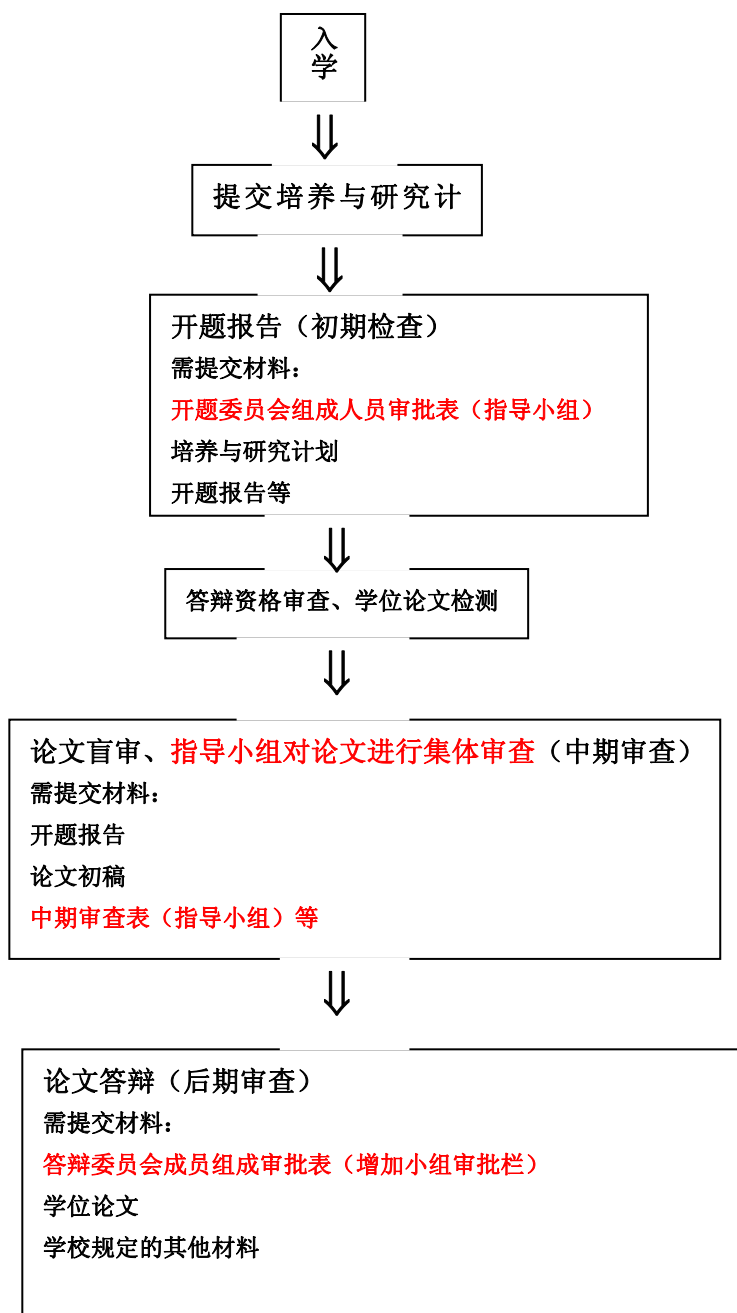 入
学
提交培养与研究计
开题报告（初期检查）
需提交材料：
开题委员会组成人员审批表（指导小组）
培养与研究计划
开题报告等
答辩资格审查、学位论文检测
论文盲审、指导小组对论文进行集体审查（中期审查）
需提交材料：
开题报告
论文初稿
中期审查表（指导小组）等
论文答辩（后期审查）
需提交材料：
答辩委员会成员组成审批表（增加小组审批栏）
学位论文
学校规定的其他材料